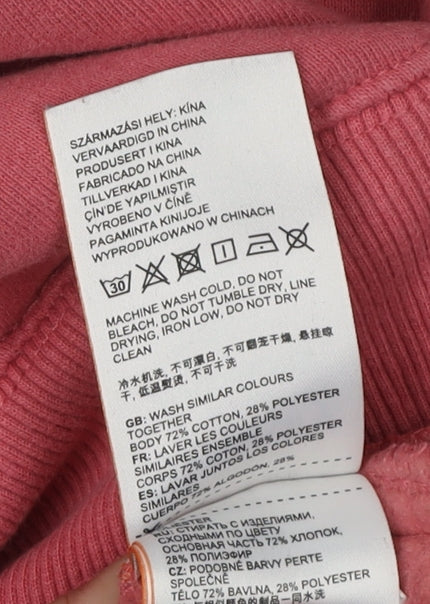 SZÁRMAZÁSI HELY: KÍNA
VERVAARDIGD IN CHINA
PRODUSERT I KINA
FABRICADO NA CHINA
TILLVERKAD I KINA
ÇİN'DE YAPILMIŞTIR
VYROBENO V ČÍNĚ
PAGAMINTA KINIJOJE
WYPRODUKOWANO W CHINACH
30
MACHINE WASH COLD, DO NOT
BLEACH, DO NOT TUMBLE DRY, LINE
DRYING, IRON LOW, DO NOT DRY
CLEAN
冷水机洗, 不可漂白, 不可翻笼干燥, 悬挂晾
干, 低温熨烫, 不可干洗
GB: WASH SIMILAR COLOURS
TOGETHER
BODY 72% COTTON, 28% POLYESTER
FR: LAVER LES COULEURS
SIMILAIRES ENSEMBLE
CORPS 72% COTON, 28% POLYESTER
ES: LAVAR JUNTOS LOS COLORES
SIMILARES
CUERPO 72% ALGODÓN, 28%
RU: СТИРАТЬ С ИЗДЕЛИЯМИ,
СХОДНЫМИ ПО ЦВЕТУ
ОСНОВНАЯ ЧАСТЬ 72% ХЛОПОК,
28% ПОЛИЭФИР
CZ: PODOBNÉ BARVY PERTE
SPOLEČNĚ
TĚLO 72% BAVLNA, 28% POLYESTER